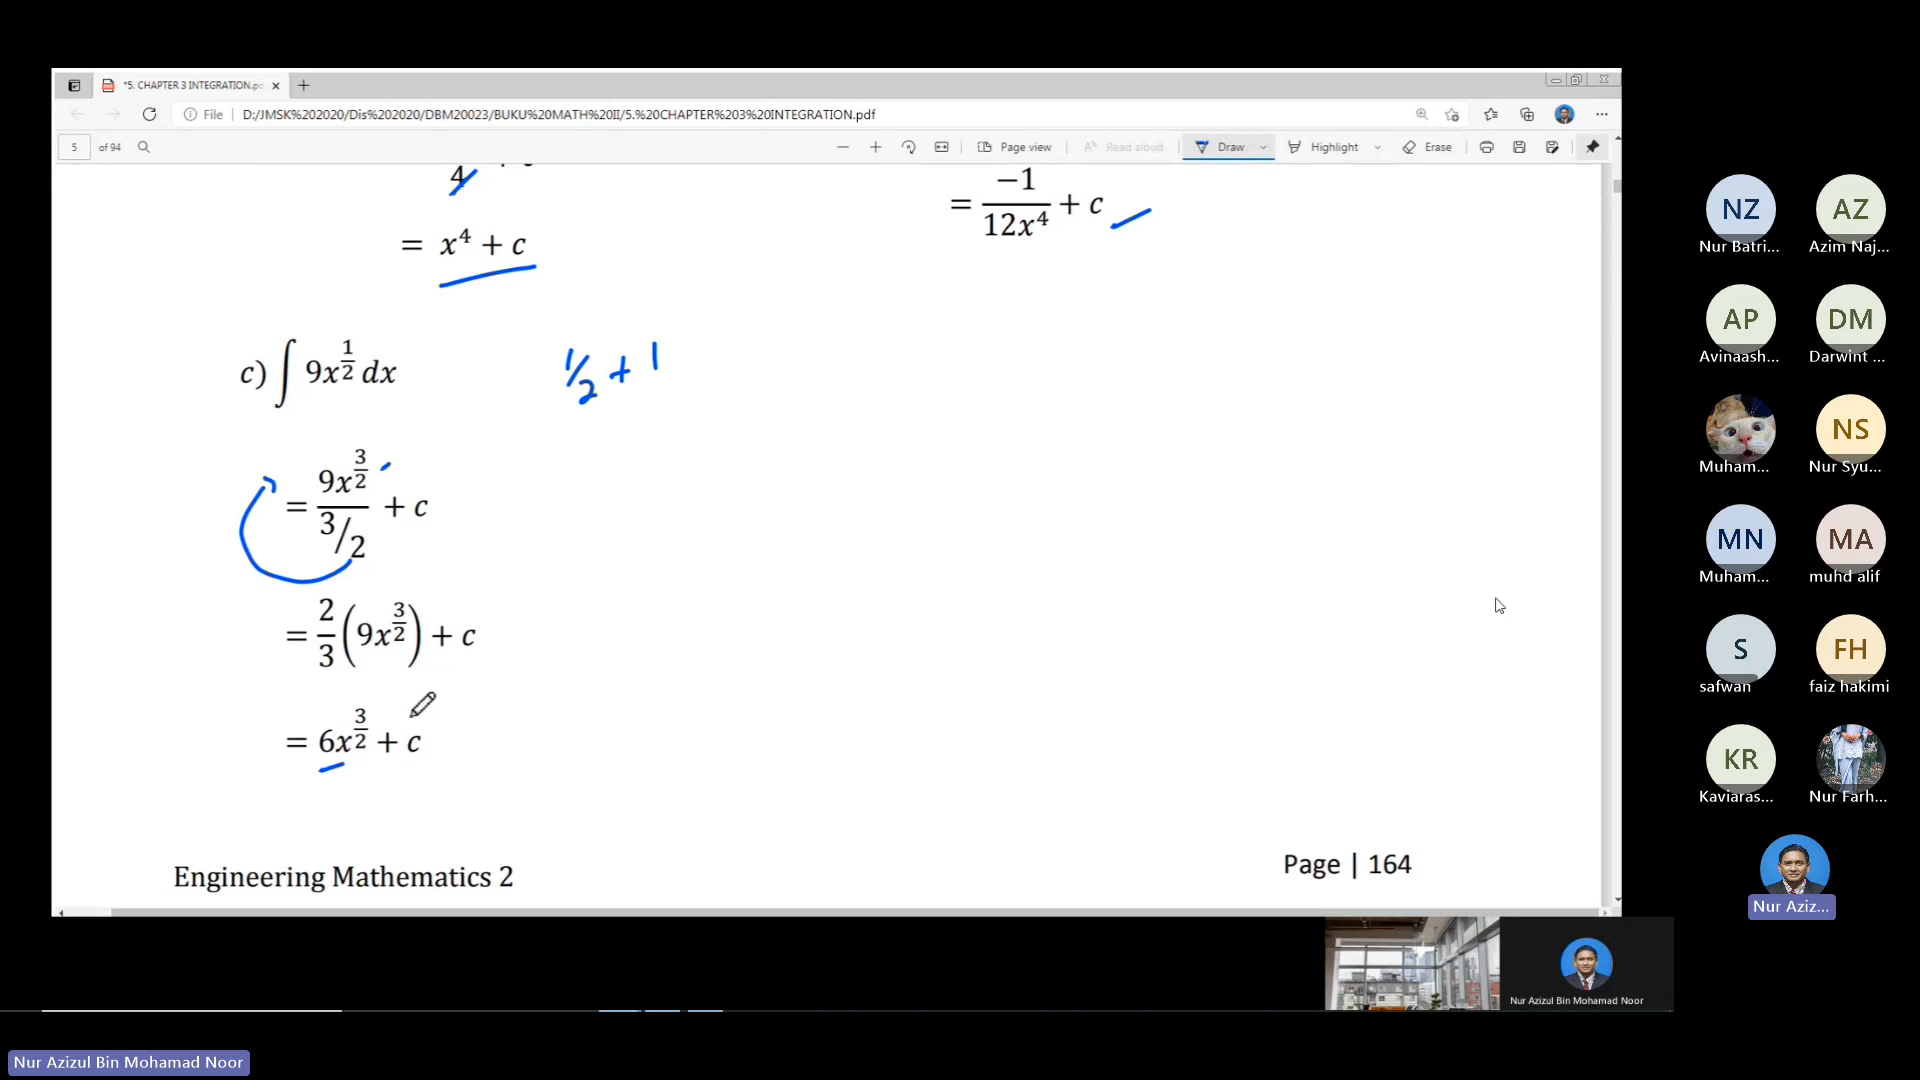 *5. CHAPTER 3 INTEGRATION.pd
File D:/JMSK%202020/Dis%202020/DBM20023/BUKU%20MATH%20II/5.%20CHAPTER%203%20INTEGRATION.pdf
5 of 94 Page view Read aloud Draw Highlight Erase
4
= x⁴ + c
= −1/12x⁴ + c
c) ∫ 9x^(1/2) dx
1/2 + 1
= 9x^(3/2) / (3/2) + c
= 2/3 (9x^(3/2)) + c
= 6x^(3/2) + c
Engineering Mathematics 2
Page | 164
NZ AZ
Nur Batri... Azim Naj...
AP DM
Avinaash... Darwint ...
NS
Muham... Nur Syu...
MN MA
Muham... muhd alif
S FH
safwan faiz hakimi
KR
Kaviaras... Nur Farh...
Nur Aziz...
Nur Azizul Bin Mohamad Noor
Nur Azizul Bin Mohamad Noor